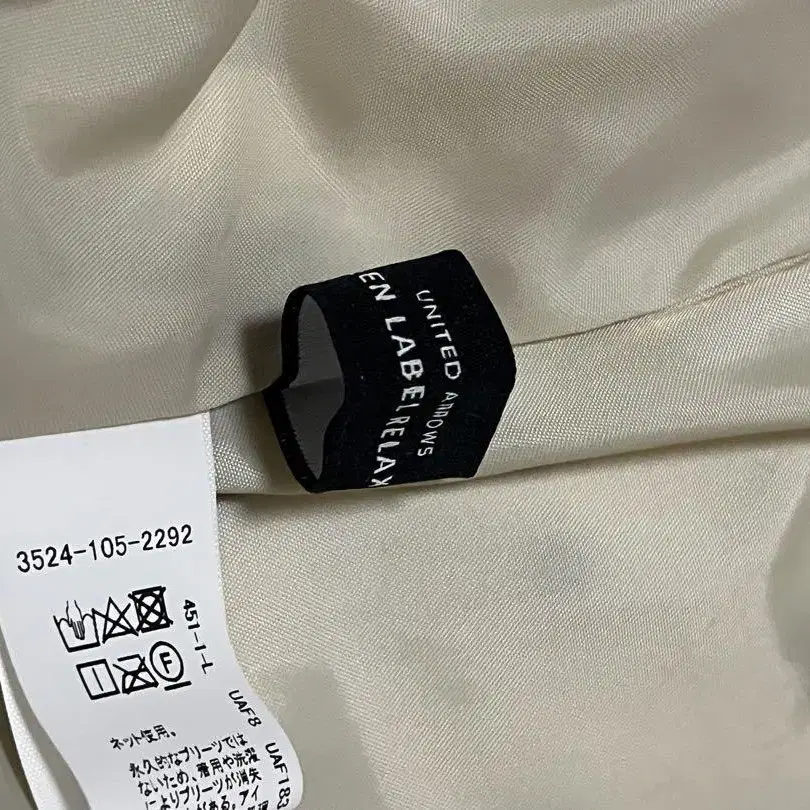 UNITED ARROWS
EN LABEL RELAX
3524-105-2292
451-1-L
F
UAF8
UAF183
ネット使用。
永久的なプリーツでは
ないため、着用や洗濯
によりプリーツが消失